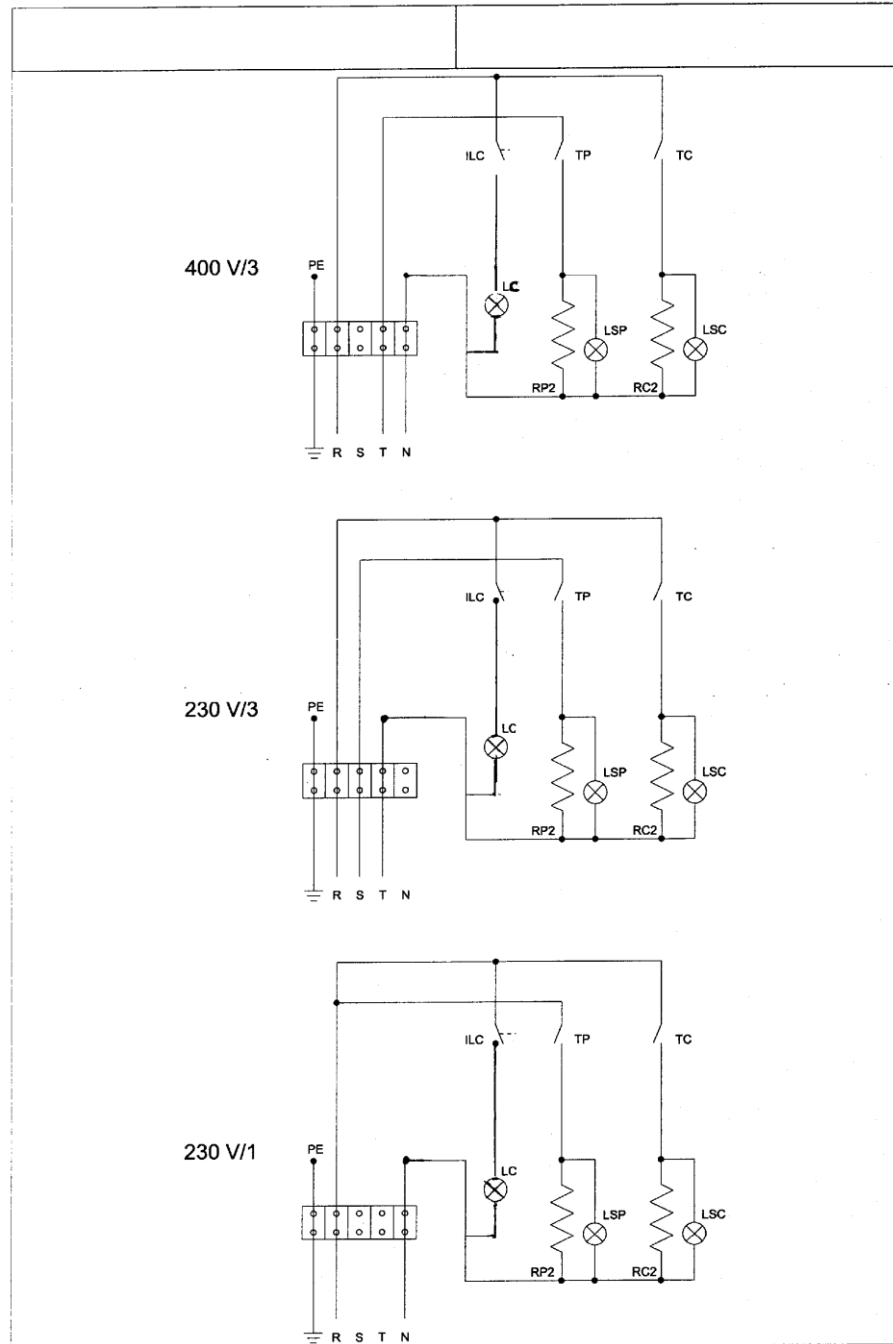 ILC TP TC
400 V/3 PE
LC
LSP LSC
RP2 RC2
R S T N
ILC TP TC
230 V/3 PE
LC
LSP LSC
RP2 RC2
R S T N
ILC TP TC
230 V/1 PE
LC
LSP LSC
RP2 RC2
R S T N